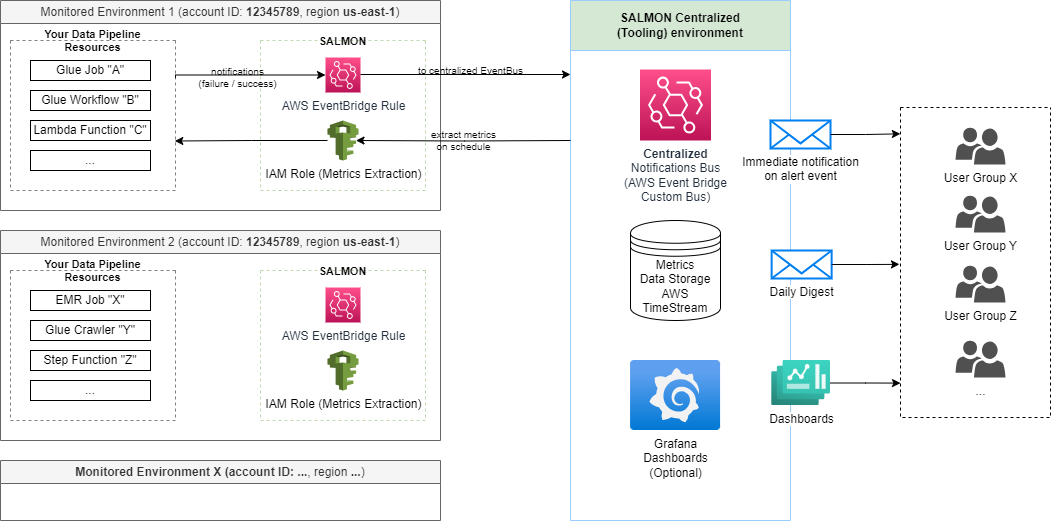 Monitored Environment 1 (account ID: 12345789, region us-east-1)
Your Data Pipeline
Resources
Glue Job "A"
Glue Workflow "B"
Lambda Function "C"
...
notifications
(failure / success)
SALMON
AWS EventBridge Rule
IAM Role (Metrics Extraction)
to centralized EventBus
extract metrics
on schedule
Monitored Environment 2 (account ID: 12345789, region us-east-1)
Your Data Pipeline
Resources
EMR Job "X"
Glue Crawler "Y"
Step Function "Z"
...
SALMON
AWS EventBridge Rule
IAM Role (Metrics Extraction)
Monitored Environment X (account ID: ..., region ...)
SALMON Centralized
(Tooling) environment
Centralized
Notifications Bus
(AWS Event Bridge
Custom Bus)
Metrics
Data Storage
AWS
TimeStream
Grafana
Dashboards
(Optional)
Immediate notification
on alert event
Daily Digest
Dashboards
User Group X
User Group Y
User Group Z
...